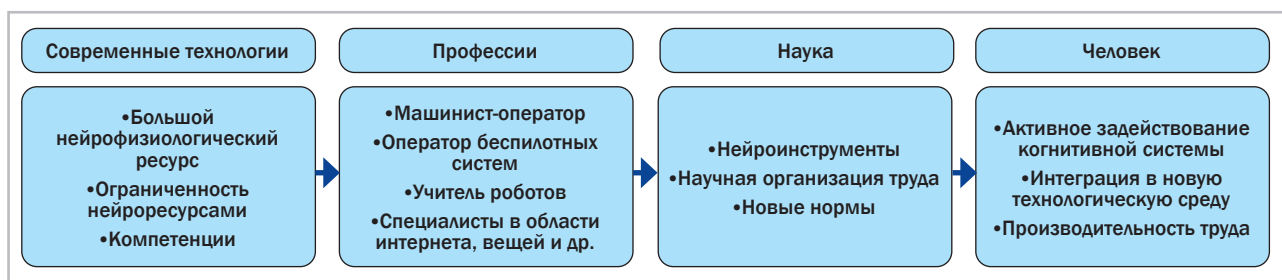 Современные технологии
Профессии
Наука
Человек
•Большой
нейрофизиологический
ресурс
•Ограниченность
нейроресурсами
•Компетенции
•Машинист-оператор
•Оператор беспилотных
систем
•Учитель роботов
•Специалисты в области
интернета, вещей и др.
•Нейроинструменты
•Научная организация труда
•Новые нормы
•Активное задействование
когнитивной системы
•Интеграция в новую
технологическую среду
•Производительность труда